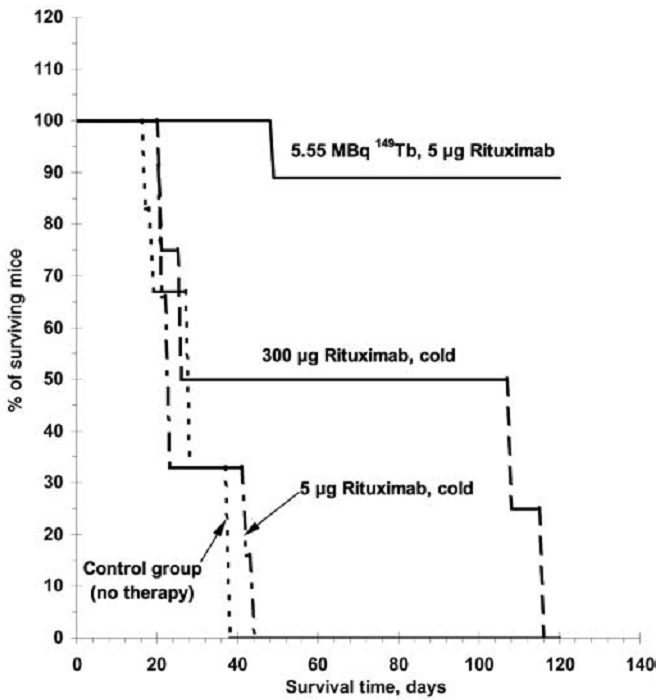 120
110
100
90
80
70
60
50
40
30
20
10
0
% of surviving mice
5.55 MBq ¹⁴⁹Tb, 5 µg Rituximab
300 µg Rituximab, cold
5 µg Rituximab, cold
Control group
(no therapy)
0 20 40 60 80 100 120 140
Survival time, days